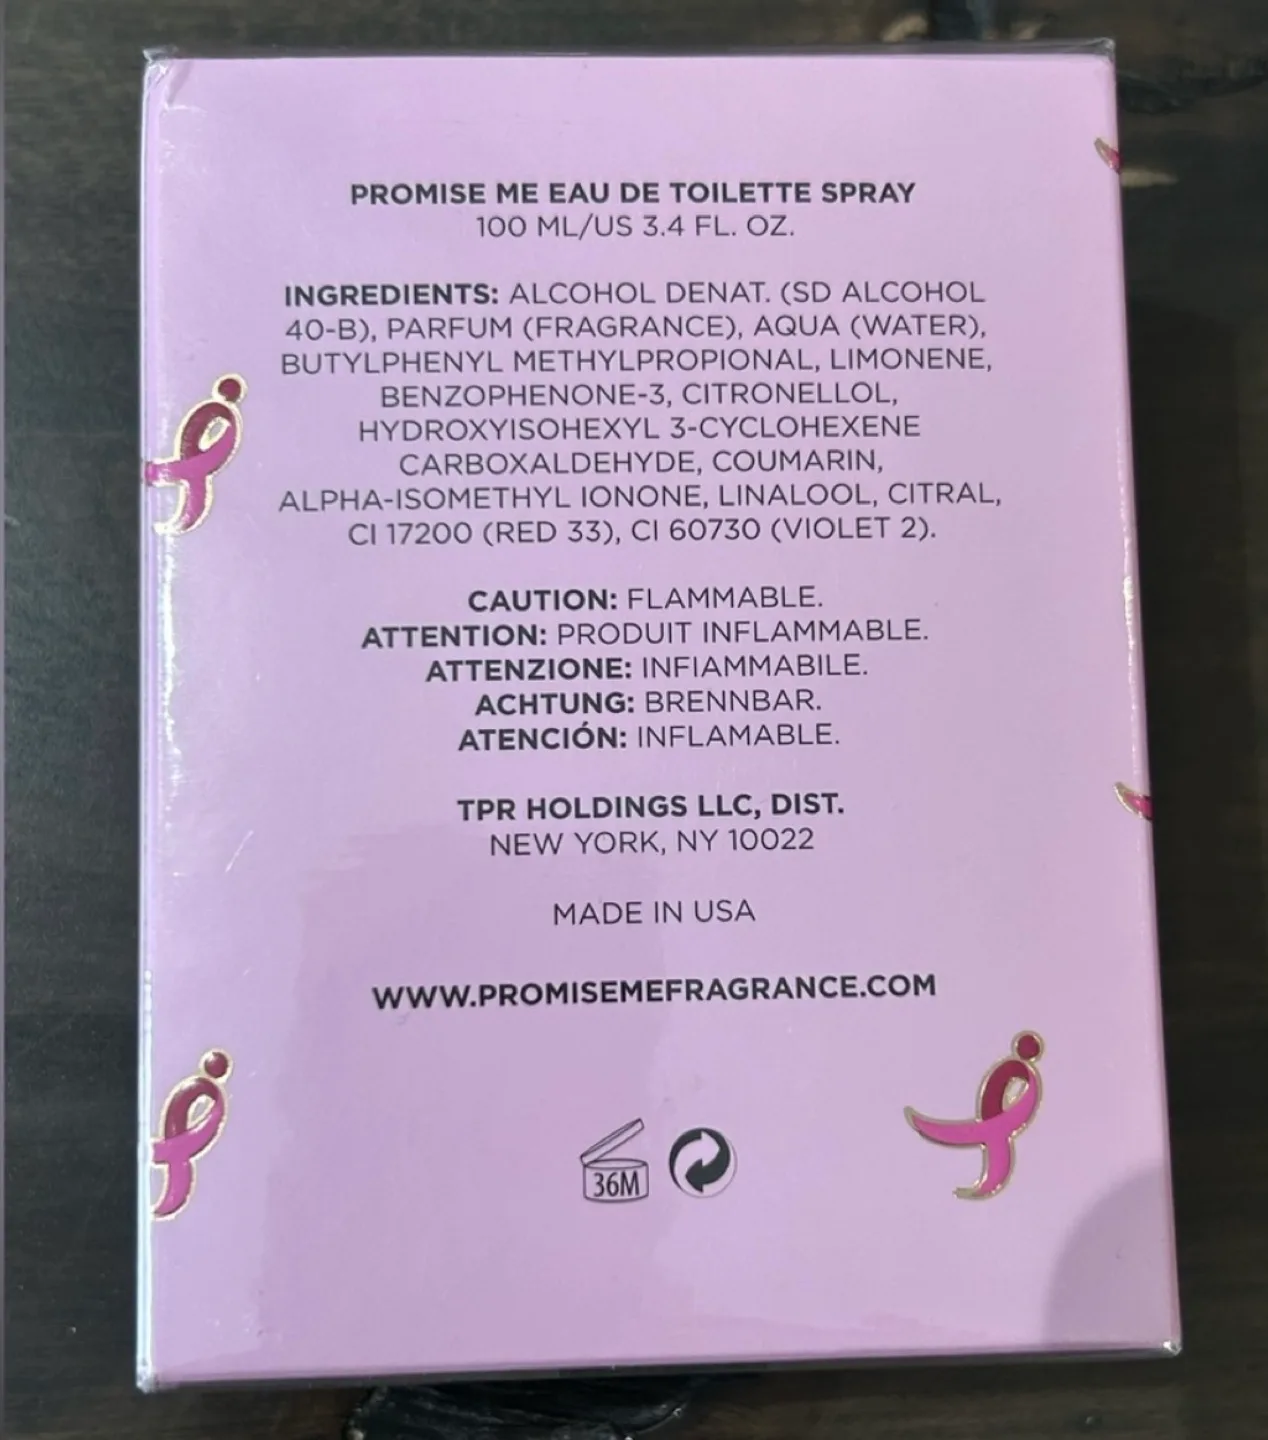 PROMISE ME EAU DE TOILETTE SPRAY
100 ML/US 3.4 FL. OZ.
INGREDIENTS: ALCOHOL DENAT. (SD ALCOHOL
40-B), PARFUM (FRAGRANCE), AQUA (WATER),
BUTYLPHENYL METHYLPROPIONAL, LIMONENE,
BENZOPHENONE-3, CITRONELLOL,
HYDROXYISOHEXYL 3-CYCLOHEXENE
CARBOXALDEHYDE, COUMARIN,
ALPHA-ISOMETHYL IONONE, LINALOOL, CITRAL,
CI 17200 (RED 33), CI 60730 (VIOLET 2).
CAUTION: FLAMMABLE.
ATTENTION: PRODUIT INFLAMMABLE.
ATTENZIONE: INFIAMMABILE.
ACHTUNG: BRENNBAR.
ATENCIÓN: INFLAMABLE.
TPR HOLDINGS LLC, DIST.
NEW YORK, NY 10022
MADE IN USA
WWW.PROMISEMEFRAGRANCE.COM
36M